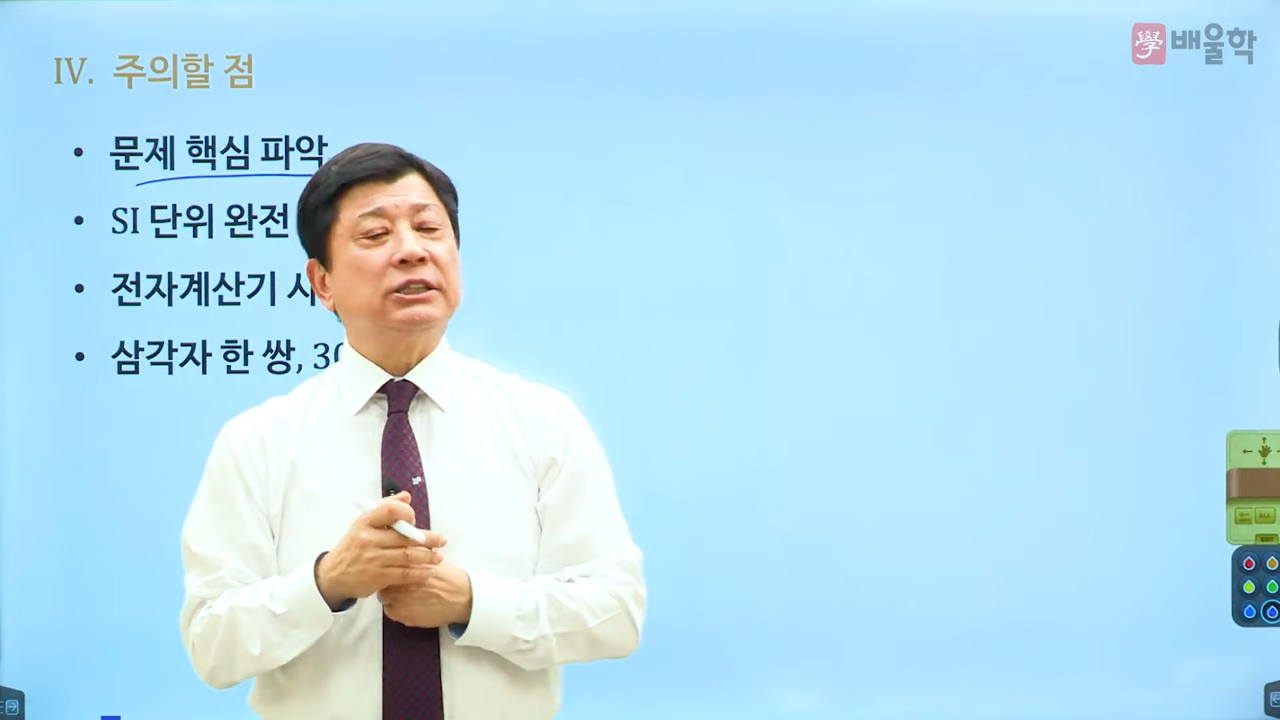 IV. 주의할 점
學 배울학
• 문제 핵심 파악
• SI 단위 완전
• 전자계산기
• 삼각자 한 쌍,
ALL